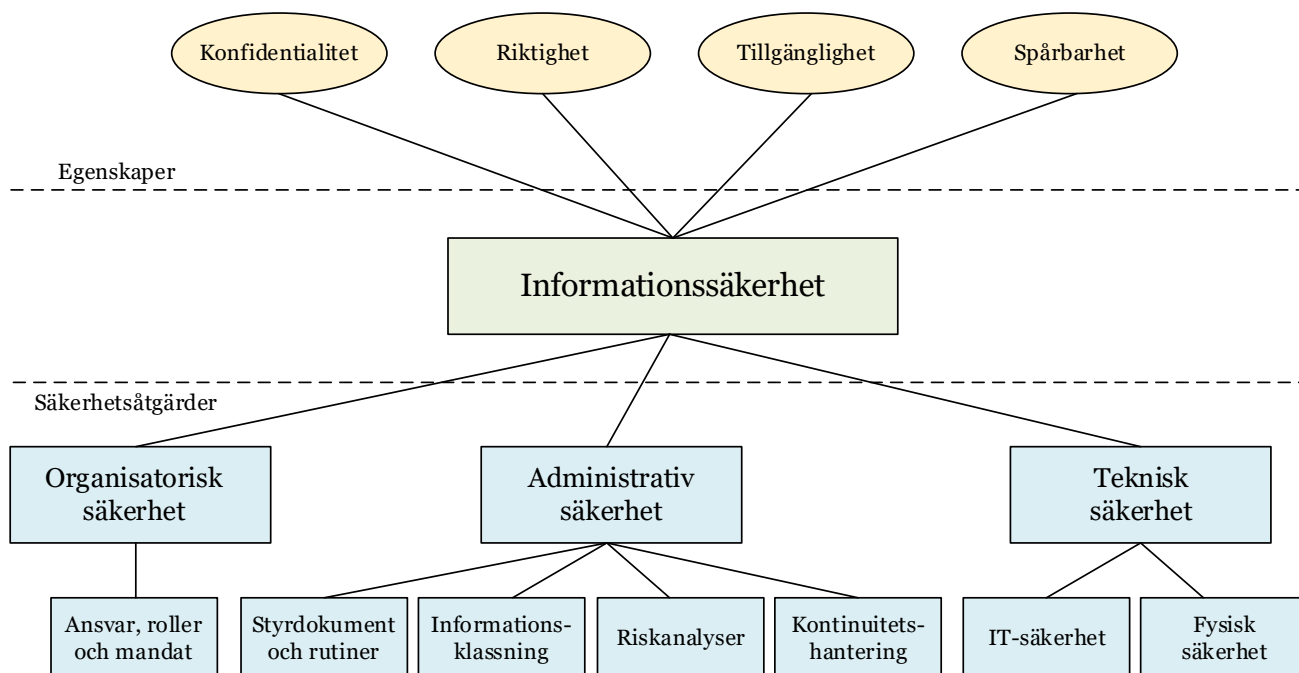 Konfidentialitet
Riktighet
Tillgänglighet
Spårbarhet
Egenskaper
Informationssäkerhet
Säkerhetsåtgärder
Organisatorisk
säkerhet
Administrativ
säkerhet
Teknisk
säkerhet
Ansvar, roller
och mandat
Styrdokument
och rutiner
Informations-
klassning
Riskanalyser
Kontinuitets-
hantering
IT-säkerhet
Fysisk
säkerhet